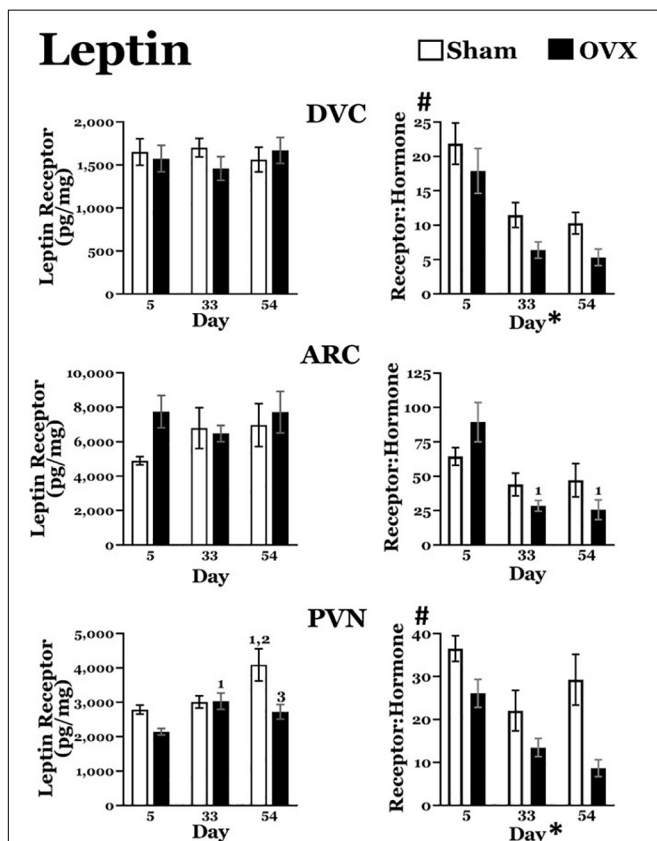 Leptin
Sham OVX
DVC
#
Leptin Receptor
(pg/mg)
2,000
1,500
1,000
500
0
5 33 54
Day
Receptor:Hormone
25
20
15
10
5
0
5 33 54
Day*
ARC
Leptin Receptor
(pg/mg)
10,000
8,000
6,000
4,000
2,000
0
5 33 54
Day
Receptor:Hormone
125
100
75
50
25
0
1 1
5 33 54
Day
PVN
#
Leptin Receptor
(pg/mg)
5,000
4,000
3,000
2,000
1,000
0
1,2
1 3
5 33 54
Day
Receptor:Hormone
40
30
20
10
0
5 33 54
Day*